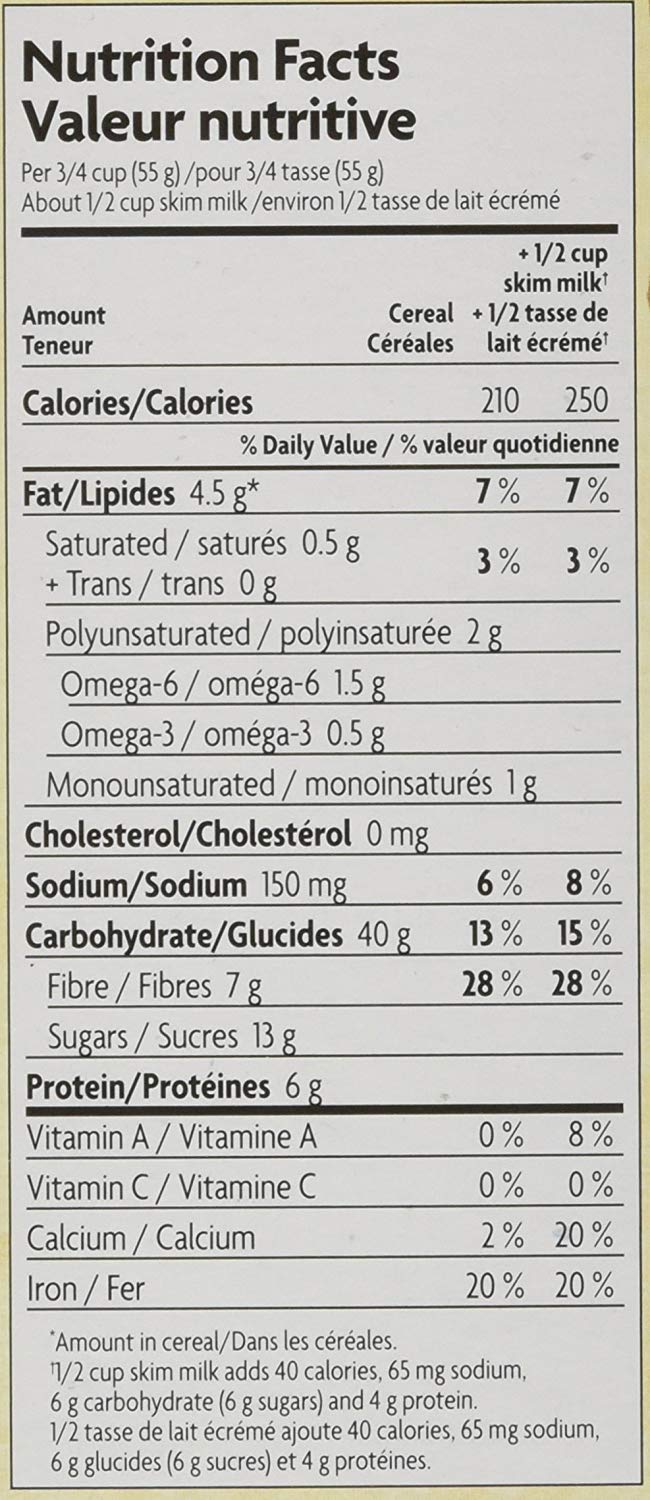 Nutrition Facts
Valeur nutritive
Per 3/4 cup (55 g) /pour 3/4 tasse (55 g)
About 1/2 cup skim milk /environ 1/2 tasse de lait écrémé
+ 1/2 cup
skim milk†
Amount Cereal + 1/2 tasse de
Teneur Céréales lait écrémé†
Calories/Calories 210 250
% Daily Value / % valeur quotidienne
Fat/Lipides 4.5 g* 7 % 7 %
Saturated / saturés 0.5 g
+ Trans / trans 0 g 3 % 3 %
Polyunsaturated / polyinsaturée 2 g
Omega-6 / oméga-6 1.5 g
Omega-3 / oméga-3 0.5 g
Monounsaturated / monoinsaturés 1 g
Cholesterol/Cholestérol 0 mg
Sodium/Sodium 150 mg 6 % 8 %
Carbohydrate/Glucides 40 g 13 % 15 %
Fibre / Fibres 7 g 28 % 28 %
Sugars / Sucres 13 g
Protein/Protéines 6 g
Vitamin A / Vitamine A 0 % 8 %
Vitamin C / Vitamine C 0 % 0 %
Calcium / Calcium 2 % 20 %
Iron / Fer 20 % 20 %
*Amount in cereal/Dans les céréales.
†1/2 cup skim milk adds 40 calories, 65 mg sodium,
6 g carbohydrate (6 g sugars) and 4 g protein.
1/2 tasse de lait écrémé ajoute 40 calories, 65 mg sodium,
6 g glucides (6 g sucres) et 4 g protéines.